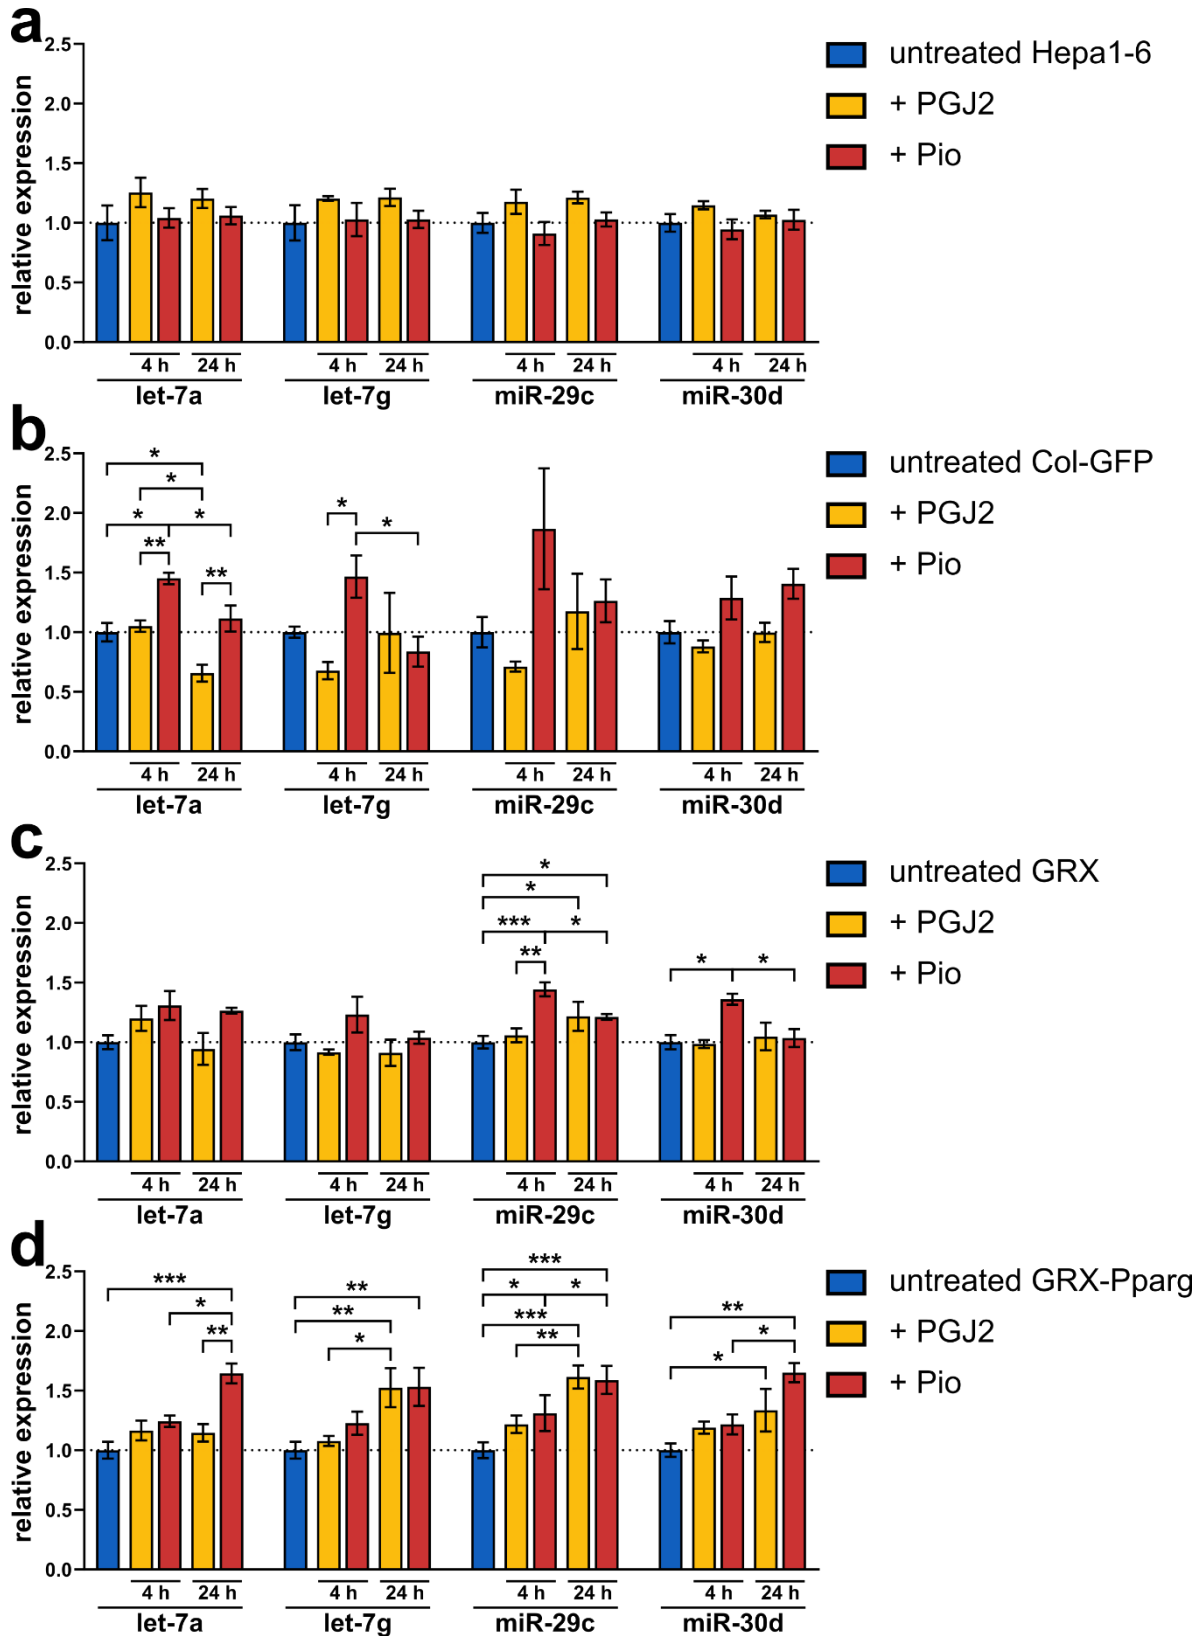 a
2.5
2.0
1.5
1.0
0.5
0.0
relative expression
untreated Hepa1-6
+ PGJ2
+ Pio
4 h 24 h 4 h 24 h 4 h 24 h 4 h 24 h
let-7a let-7g miR-29c miR-30d
b
2.5
2.0
1.5
1.0
0.5
0.0
relative expression
* * * * ** ** * *
untreated Col-GFP
+ PGJ2
+ Pio
4 h 24 h 4 h 24 h 4 h 24 h 4 h 24 h
let-7a let-7g miR-29c miR-30d
c
2.5
2.0
1.5
1.0
0.5
0.0
relative expression
* * *** * ** * *
untreated GRX
+ PGJ2
+ Pio
4 h 24 h 4 h 24 h 4 h 24 h 4 h 24 h
let-7a let-7g miR-29c miR-30d
d
2.5
2.0
1.5
1.0
0.5
0.0
relative expression
*** * ** ** ** * *** * * *** ** ** * *
untreated GRX-Pparg
+ PGJ2
+ Pio
4 h 24 h 4 h 24 h 4 h 24 h 4 h 24 h
let-7a let-7g miR-29c miR-30d